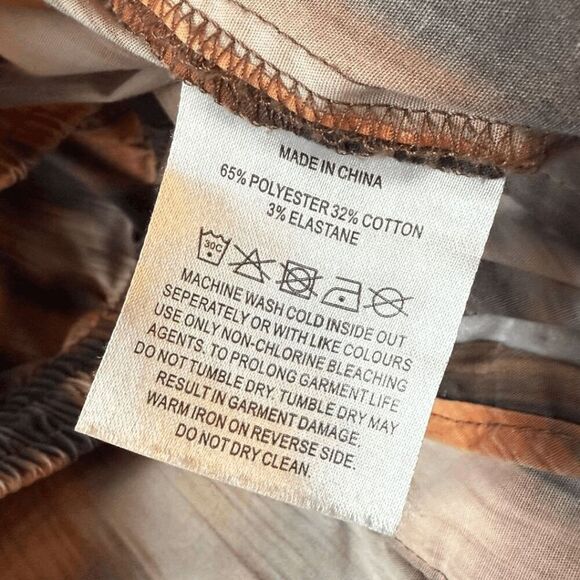 MADE IN CHINA
65% POLYESTER 32% COTTON
3% ELASTANE
30C
MACHINE WASH COLD INSIDE OUT
SEPERATELY OR WITH LIKE COLOURS
USE ONLY NON-CHLORINE BLEACHING
AGENTS. TO PROLONG GARMENT LIFE
DO NOT TUMBLE DRY. TUMBLE DRY MAY
RESULT IN GARMENT DAMAGE.
WARM IRON ON REVERSE SIDE.
DO NOT DRY CLEAN.